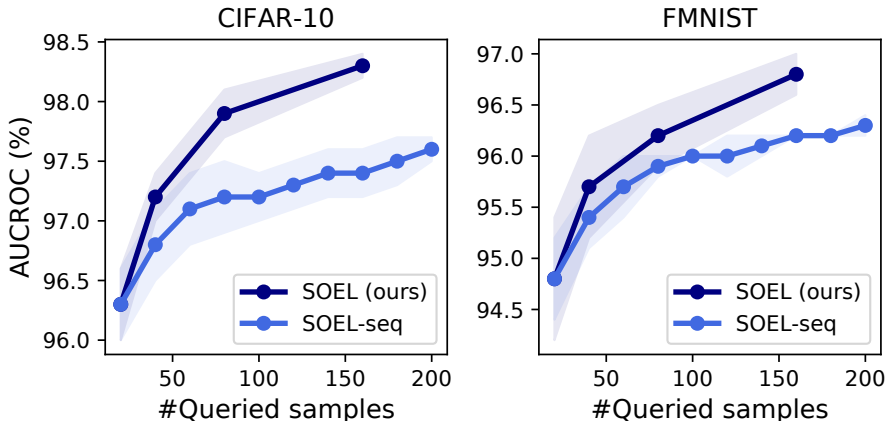 CIFAR-10
98.5
98.0
97.5
97.0
96.5
96.0
AUCROC (%)
50
100
150
200
#Queried samples
SOEL (ours)
SOEL-seq
FMNIST
97.0
96.5
96.0
95.5
95.0
94.5
50
100
150
200
#Queried samples
SOEL (ours)
SOEL-seq